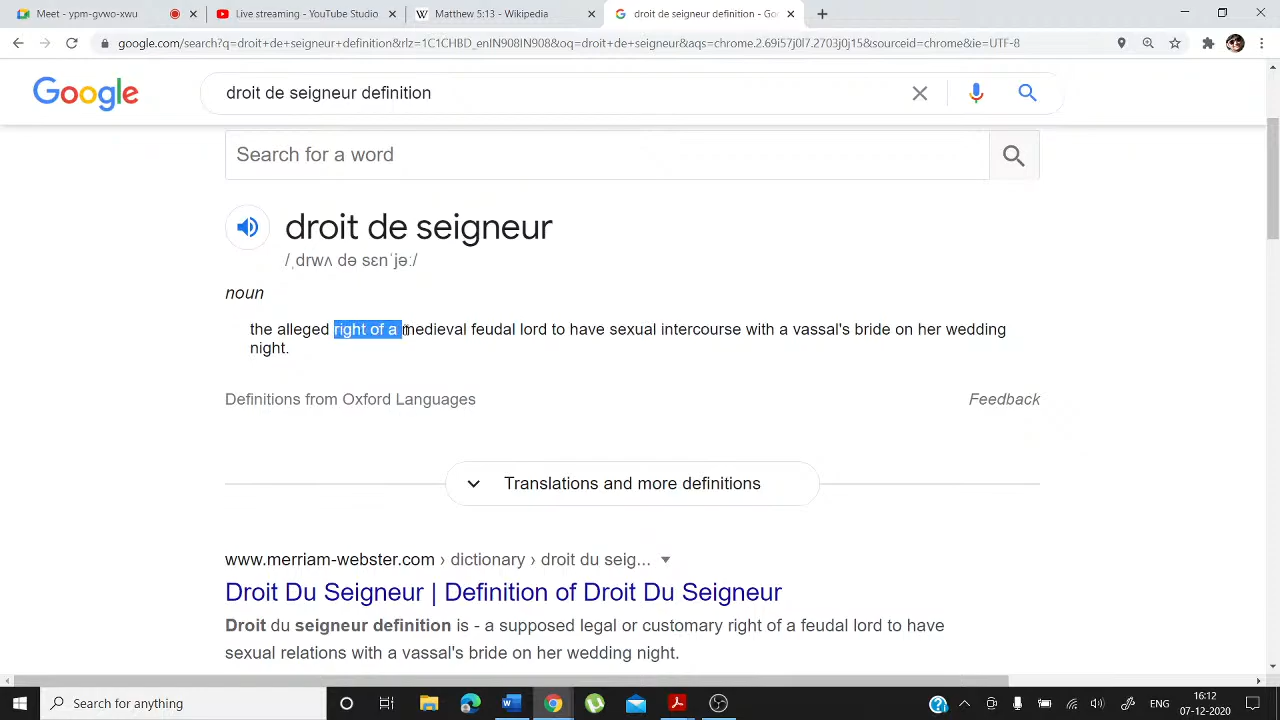 Meet - ypm-gvwo-xwu
Live streaming - YouTube Studio
Matthew 5:13 - Wikipedia
droit de seigneur definition - Goo
google.com/search?q=droit+de+seigneur+definition&rlz=1C1CHBD_enIN908IN908&oq=droit+de+seigneur&aqs=chrome.2.69i57j0l7.2703j0j15&sourceid=chrome&ie=UTF-8
Google
droit de seigneur definition
Search for a word
droit de seigneur
/ˌdrwʌ də sɛnˈjəː/
noun
the alleged right of a medieval feudal lord to have sexual intercourse with a vassal's bride on her wedding
night.
Definitions from Oxford Languages
Feedback
Translations and more definitions
www.merriam-webster.com › dictionary › droit du seig...
Droit Du Seigneur | Definition of Droit Du Seigneur
Droit du seigneur definition is - a supposed legal or customary right of a feudal lord to have
sexual relations with a vassal's bride on her wedding night.
Search for anything
ENG
16:12
07-12-2020